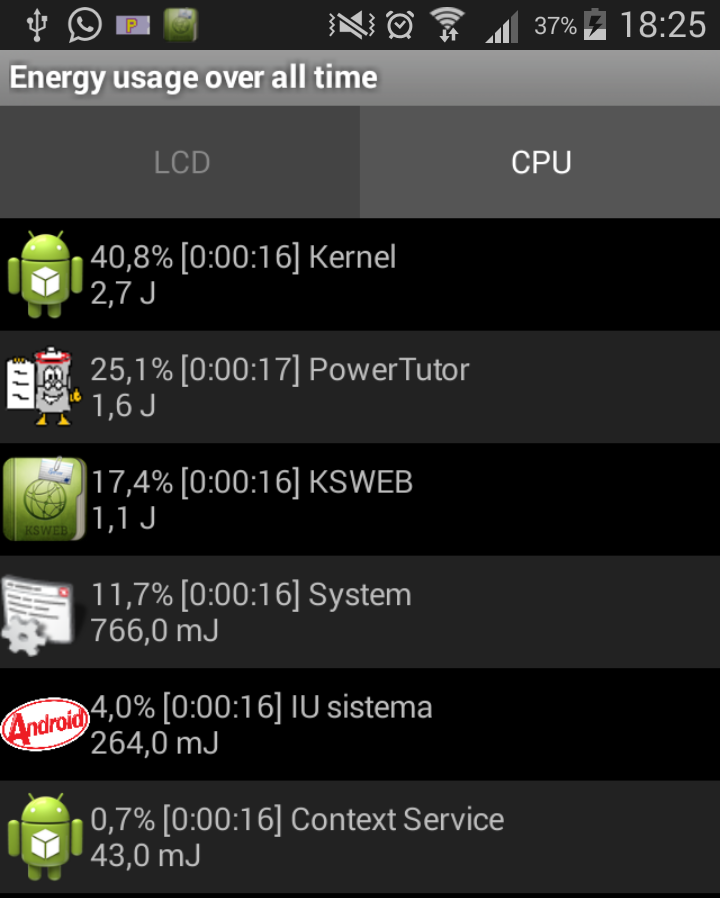 P
37% 18:25
Energy usage over all time
LCD
CPU
40,8% [0:00:16] Kernel
2,7 J
25,1% [0:00:17] PowerTutor
1,6 J
KSWEB
17,4% [0:00:16] KSWEB
1,1 J
11,7% [0:00:16] System
766,0 mJ
Android
4,0% [0:00:16] IU sistema
264,0 mJ
0,7% [0:00:16] Context Service
43,0 mJ